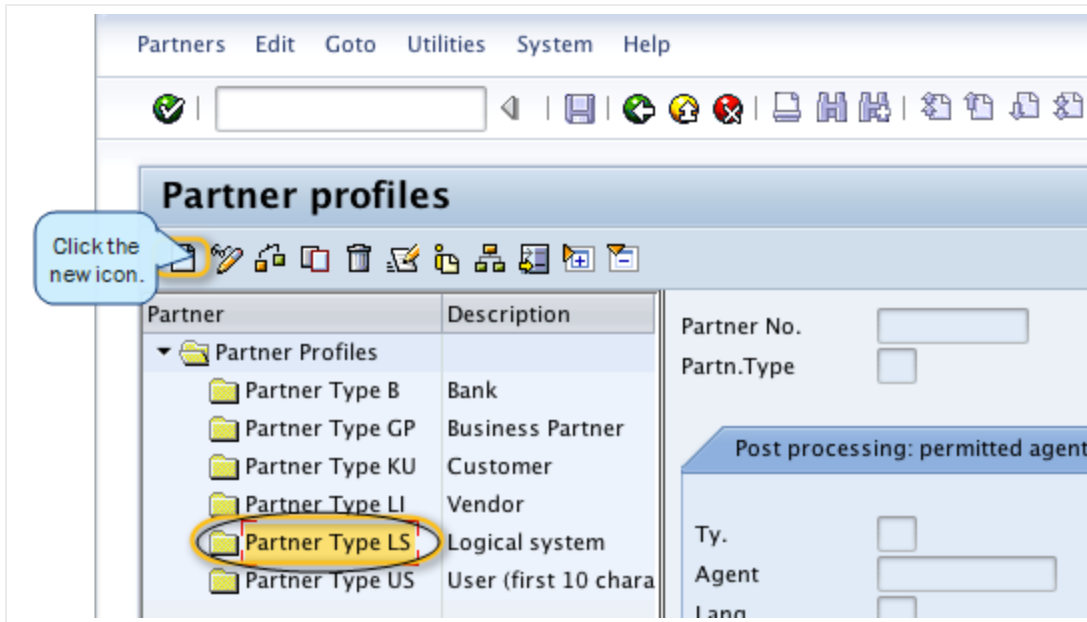 Partners Edit Goto Utilities System Help
Partner profiles
Click the
new icon.
Partner Description
Partner Profiles
Partner Type B Bank
Partner Type GP Business Partner
Partner Type KU Customer
Partner Type LI Vendor
Partner Type LS Logical system
Partner Type US User (first 10 chara
Partner No.
Partn.Type
Post processing: permitted agent
Ty.
Agent
Lang